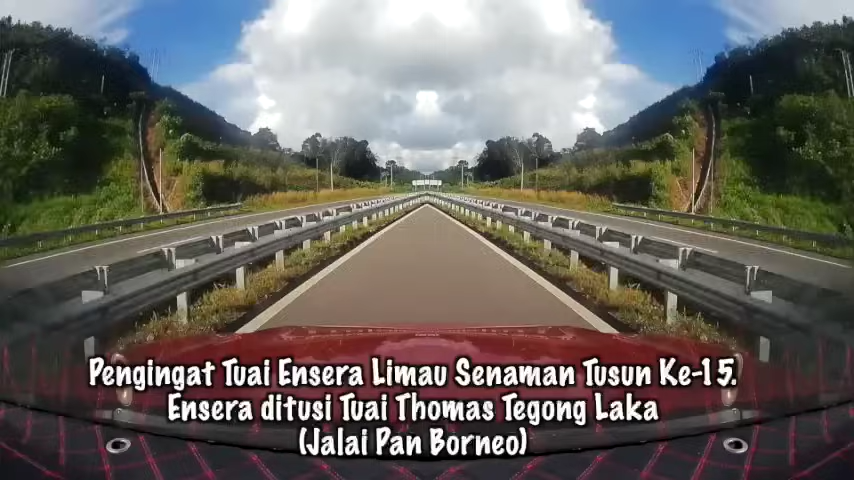 Pengingat Tuai Ensera Limau Senaman Tusun Ke-15.
Ensera ditusi Tuai Thomas Tegong Laka
(Jalai Pan Borneo)